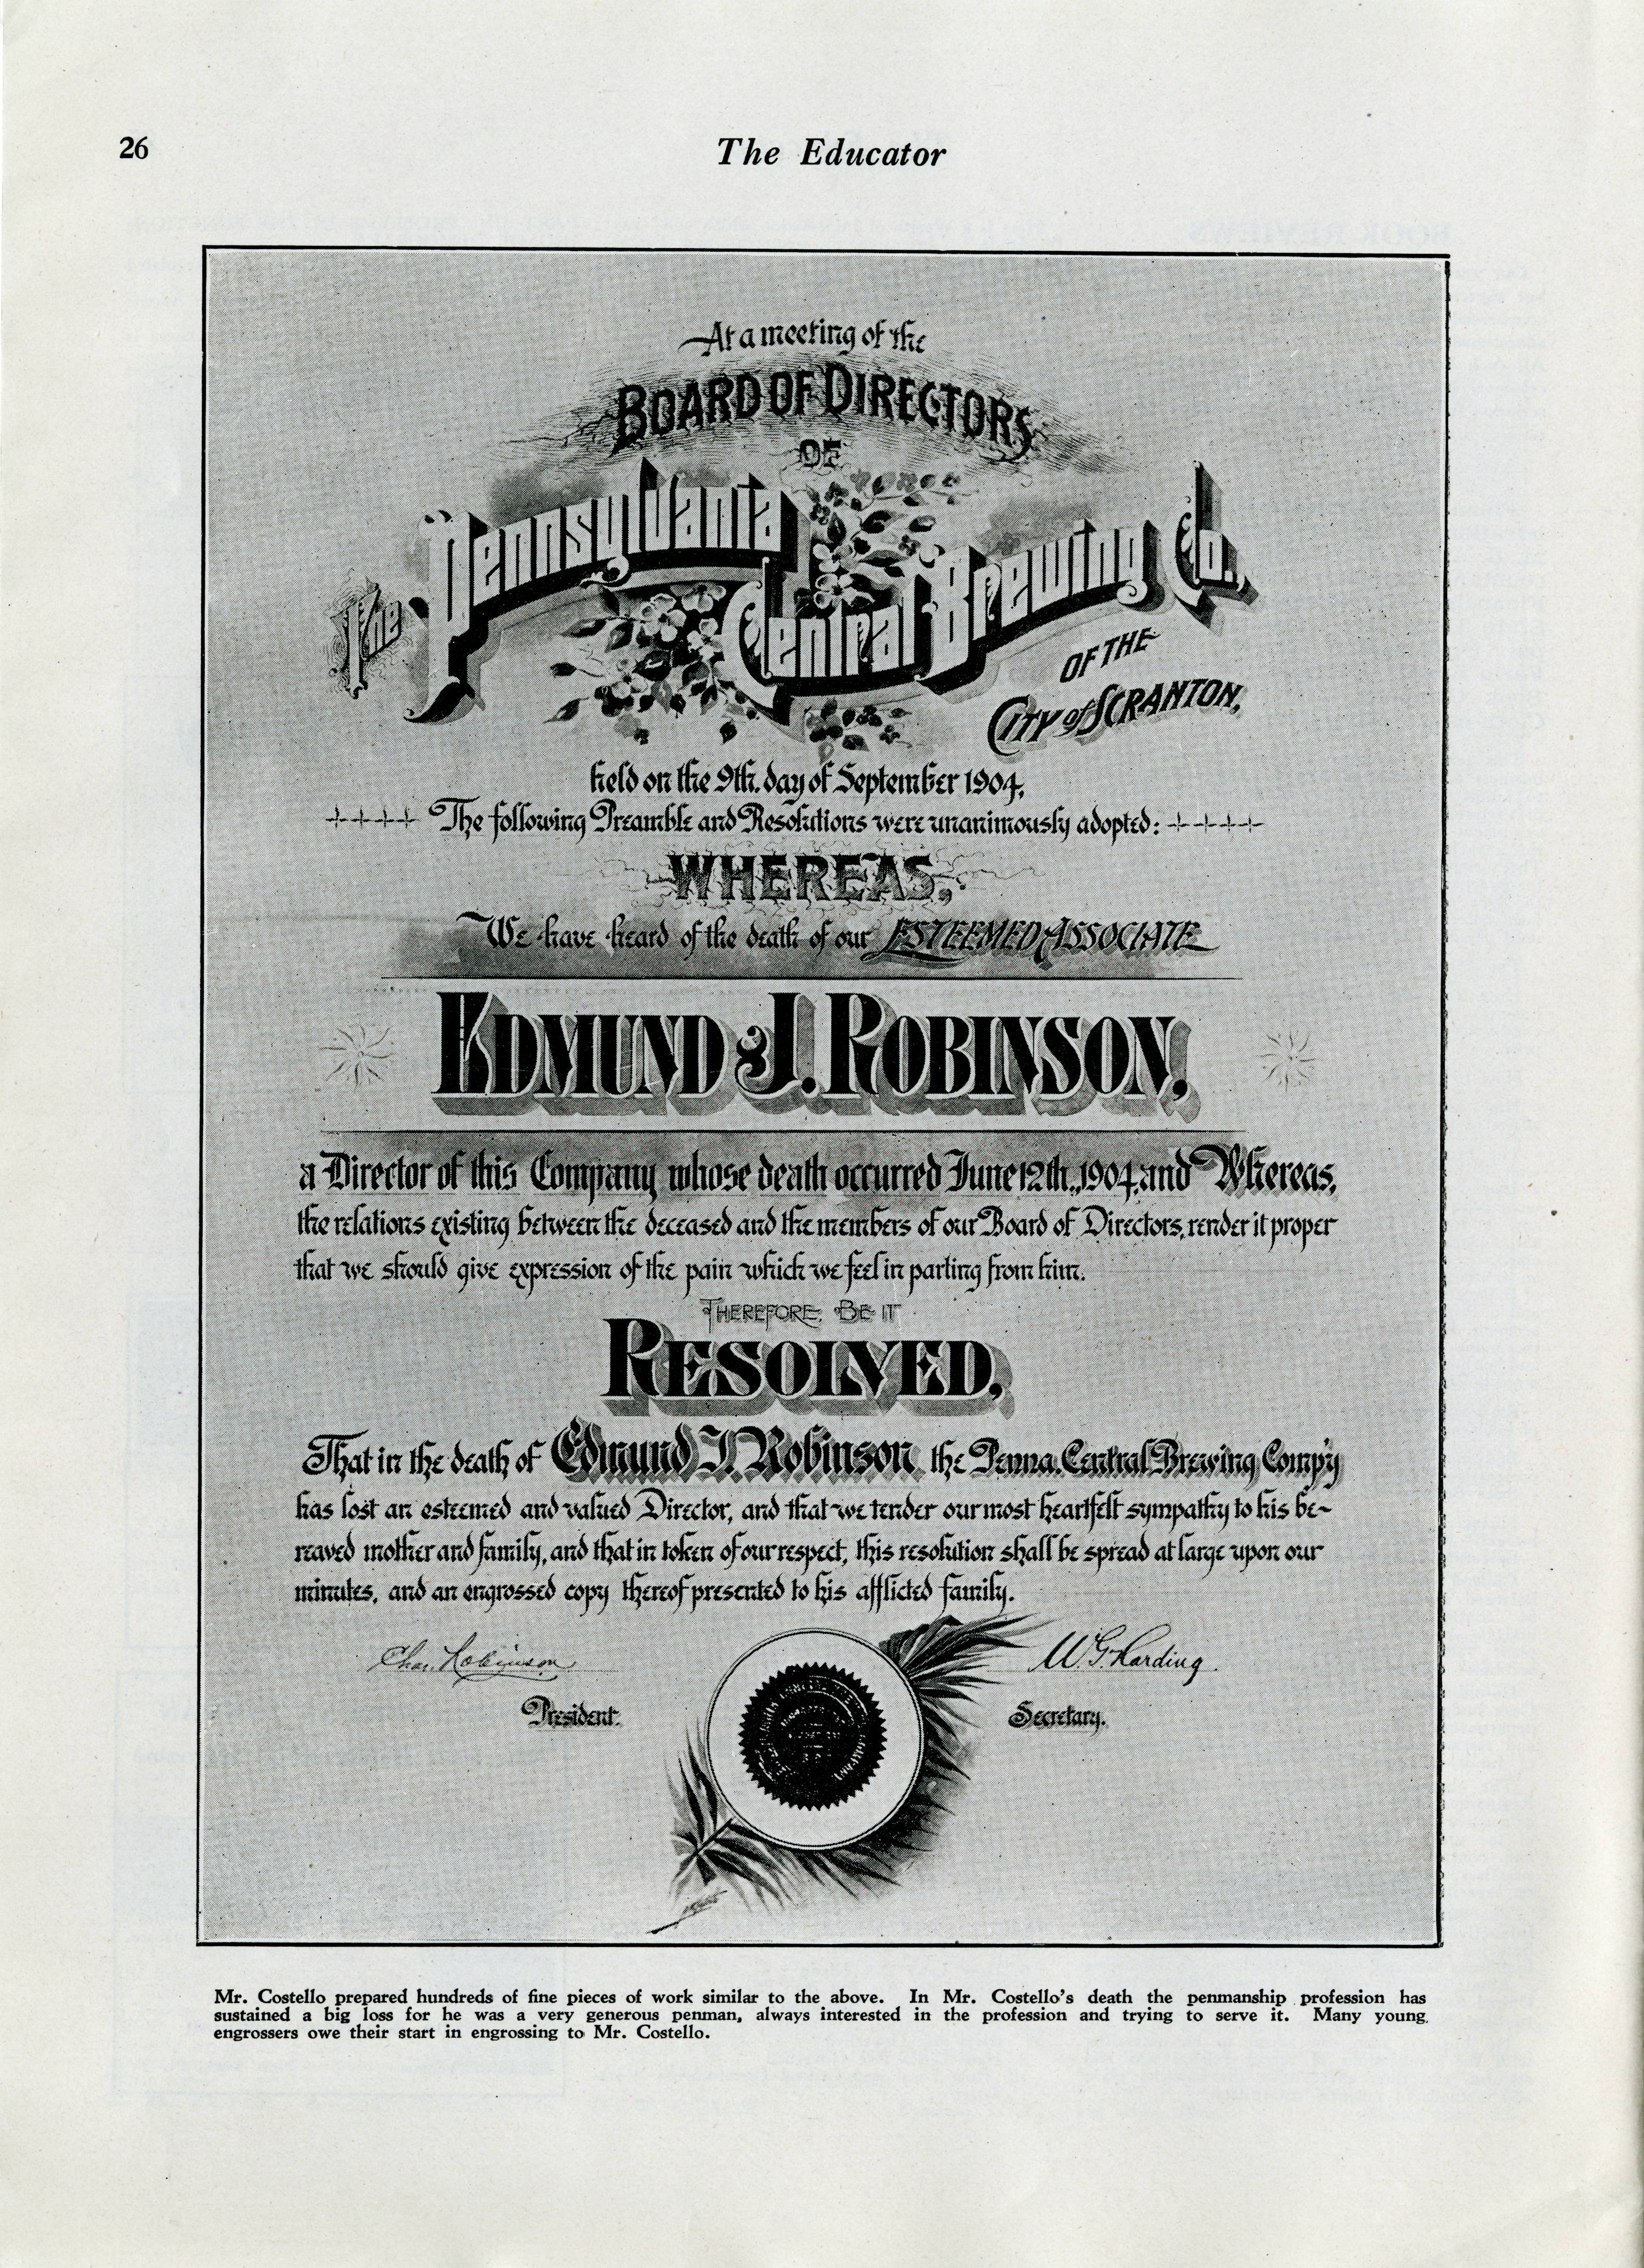 26
The Educator
At a meeting of the
BOARD OF DIRECTORS
OF
The Pennsylvania
Central Brewing Co.,
OF THE
CITY of SCRANTON,
held on the 9th. day of September 1904,
The following Preamble and Resolutions were unanimously adopted:
WHEREAS,
We have heard of the death of our ESTEEMED ASSOCIATE
EDMUND J. ROBINSON,
a Director of this Company, whose death occurred June 12th., 1904, and Whereas,
the relations existing between the deceased and the members of our Board of Directors, render it proper
that we should give expression of the pain which we feel in parting from him.
THEREFORE, BE IT
RESOLVED,
That in the death of Edmund J. Robinson, the Penna. Central Brewing Comp'y
has lost an esteemed and valued Director, and that we tender our most heartfelt sympathy to his be~
reaved mother and family, and that in token of our respect, this resolution shall be spread at large upon our
minutes, and an engrossed copy thereof presented to his afflicted family.
Chas. Robinson W. G. Harding.
President. Secretary.
Mr. Costello prepared hundreds of fine pieces of work similar to the above. In Mr. Costello's death the penmanship profession has
sustained a big loss for he was a very generous penman, always interested in the profession and trying to serve it. Many young
engrossers owe their start in engrossing to Mr. Costello.